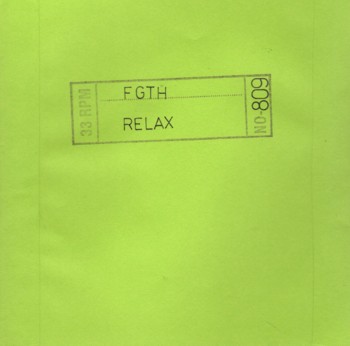 33 RPM
FGTH
RELAX
NO-809